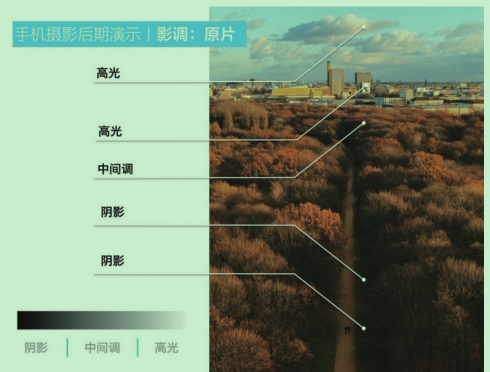 手机摄影后期演示丨影调：原片
高光
高光
中间调
阴影
阴影
阴影 中间调 高光